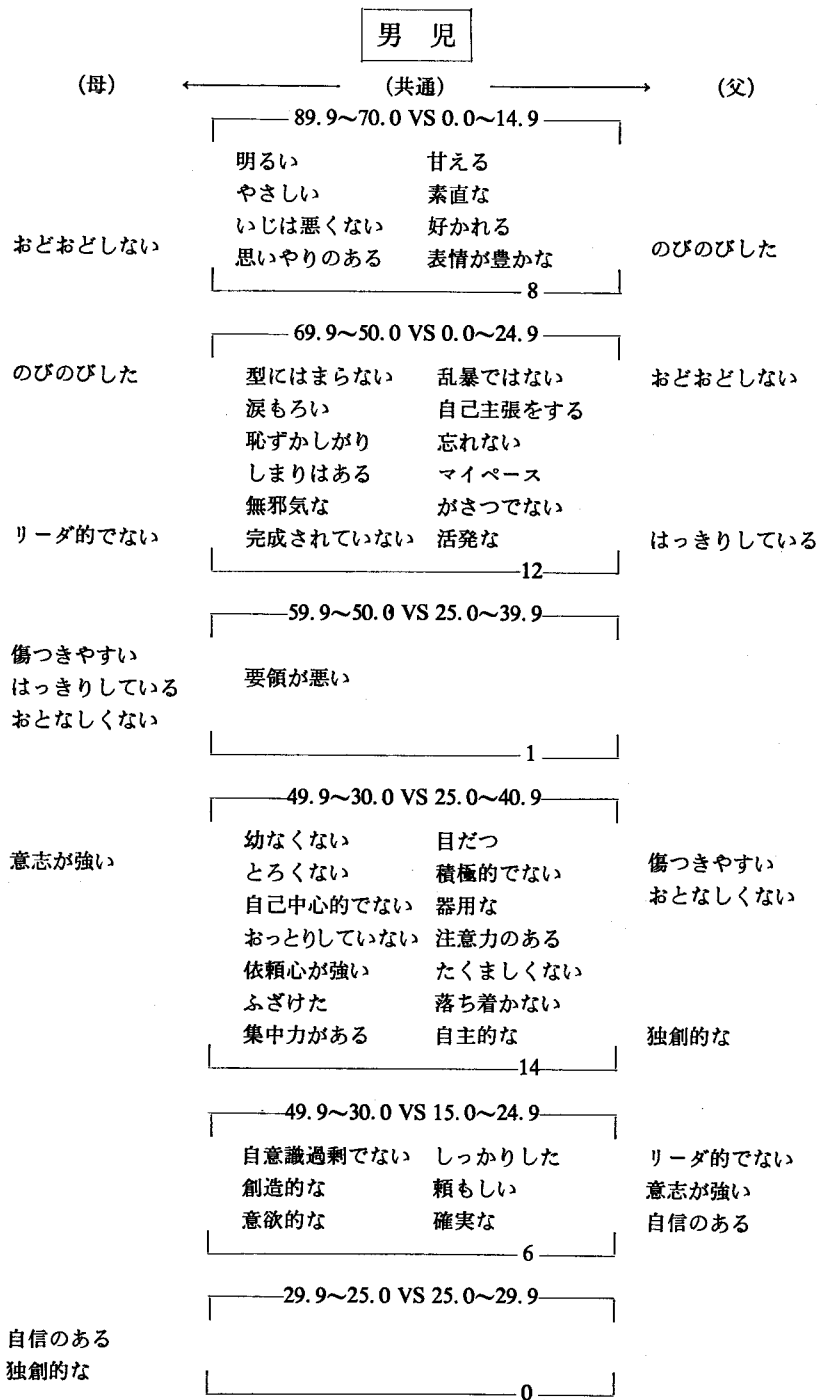 男 児
(母) ← (共通) → (父)
89.9~70.0 VS 0.0~14.9
明るい 甘える
やさしい 素直な
いじは悪くない 好かれる
おどおどしない 思いやりのある 表情が豊かな のびのびした
8
69.9~50.0 VS 0.0~24.9
のびのびした 型にはまらない 乱暴ではない おどおどしない
涙もろい 自己主張をする
恥ずかしがり 忘れない
しまりはある マイペース
無邪気な がさつでない
リーダ的でない 完成されていない 活発な はっきりしている
12
59.9~50.0 VS 25.0~39.9
傷つきやすい
はっきりしている 要領が悪い
おとなしくない
1
49.9~30.0 VS 25.0~40.9
幼なくない 目だつ
意志が強い とろくない 積極的でない 傷つきやすい
自己中心的でない 器用な おとなしくない
おっとりしていない 注意力のある
依頼心が強い たくましくない
ふざけた 落ち着かない
集中力がある 自主的な 独創的な
14
49.9~30.0 VS 15.0~24.9
自意識過剰でない しっかりした リーダ的でない
創造的な 頼もしい 意志が強い
意欲的な 確実な 自信のある
6
29.9~25.0 VS 25.0~29.9
自信のある
独創的な
0